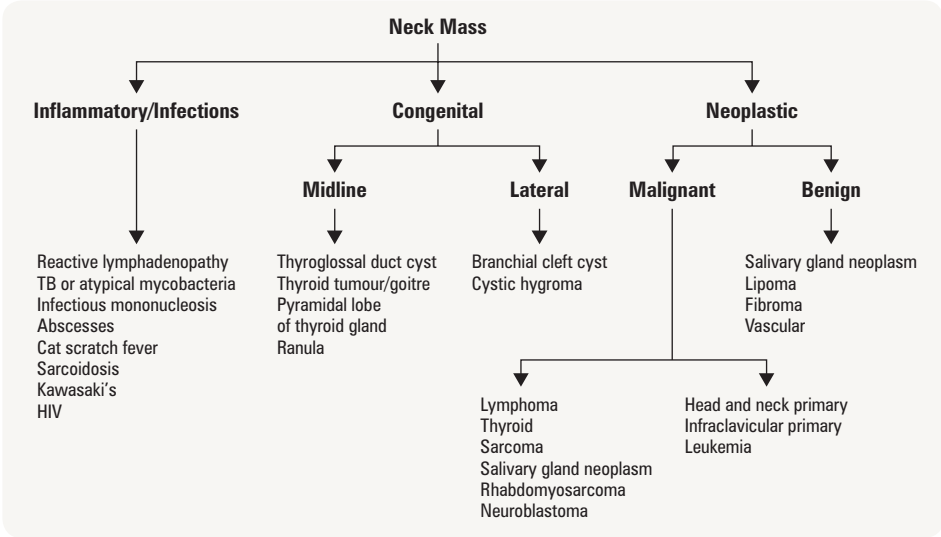 Neck Mass
Inflammatory/Infections
Congenital
Neoplastic
Midline
Lateral
Malignant
Benign
Reactive lymphadenopathy
TB or atypical mycobacteria
Infectious mononucleosis
Abscesses
Cat scratch fever
Sarcoidosis
Kawasaki's
HIV
Thyroglossal duct cyst
Thyroid tumour/goitre
Pyramidal lobe
of thyroid gland
Ranula
Branchial cleft cyst
Cystic hygroma
Salivary gland neoplasm
Lipoma
Fibroma
Vascular
Lymphoma
Thyroid
Sarcoma
Salivary gland neoplasm
Rhabdomyosarcoma
Neuroblastoma
Head and neck primary
Infraclavicular primary
Leukemia